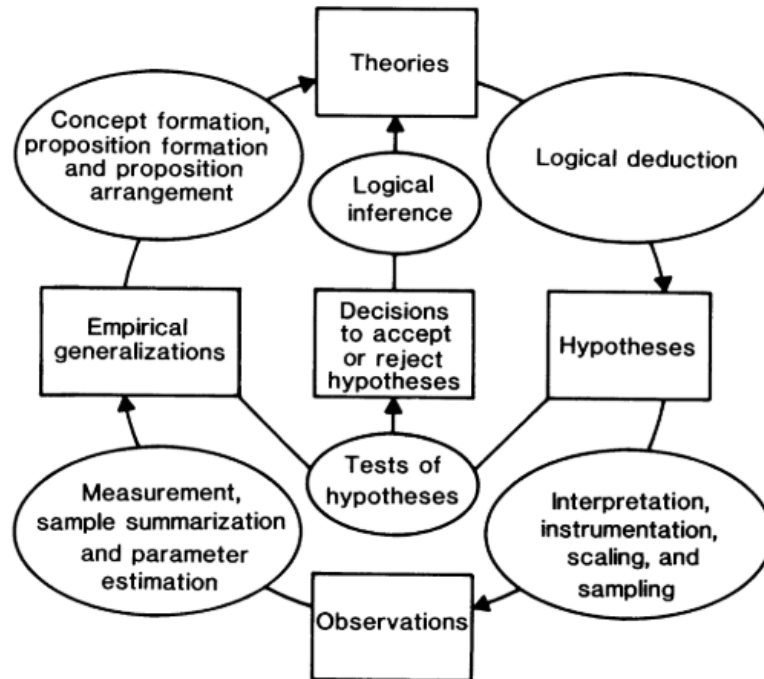 Theories
Concept formation,
proposition formation
and proposition
arrangement
Logical
inference
Logical deduction
Empirical
generalizations
Decisions
to accept
or reject
hypotheses
Hypotheses
Tests of
hypotheses
Measurement,
sample summarization
and parameter
estimation
Interpretation,
instrumentation,
scaling, and
sampling
Observations